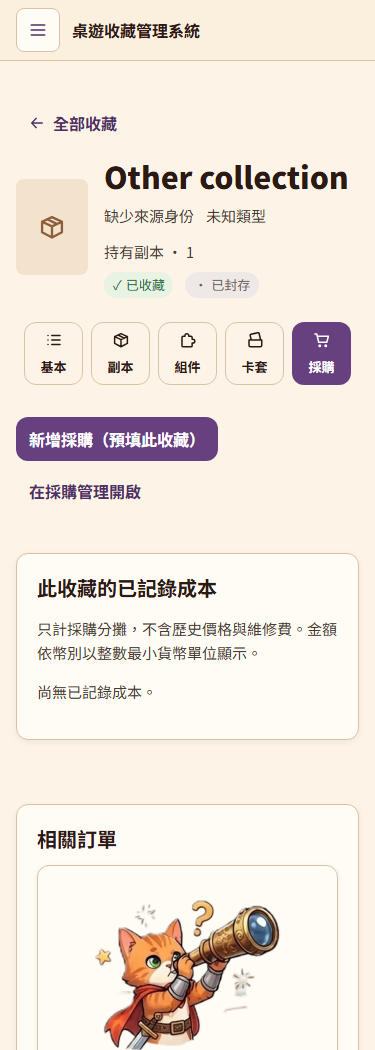 桌遊收藏管理系統
← 全部收藏
Other collection
缺少來源身份 未知類型
持有副本 · 1
✓ 已收藏 · 已封存
基本 副本 組件 卡套 採購
新增採購（預填此收藏）
在採購管理開啟
此收藏的已記錄成本
只計採購分攤，不含歷史價格與維修費。金額
依幣別以整數最小貨幣單位顯示。
尚無已記錄成本。
相關訂單